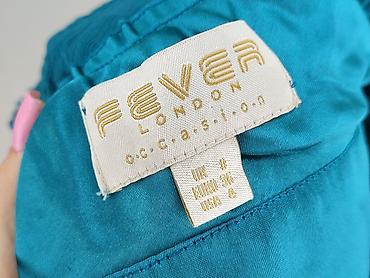 FEVER
LONDON
o.c.c.a.s.i.o.n
UK 8
EURO 36
USA 4